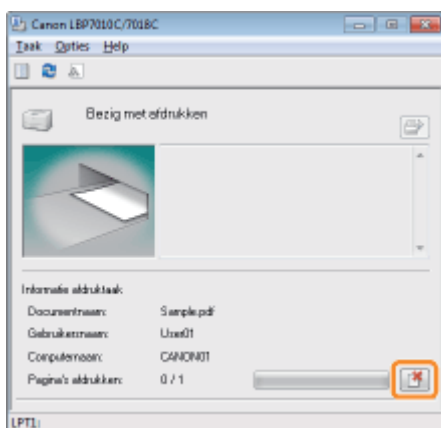 Canon LBP7010C/7018C
Taak Opties Help
Bezig met afdrukken
Informatie afdruktaak
Documentnaam: Sample.pdf
Gebruikersnaam: User01
Computernaam: CANON01
Pagina's afdrukken: 0 / 1
LPT1: